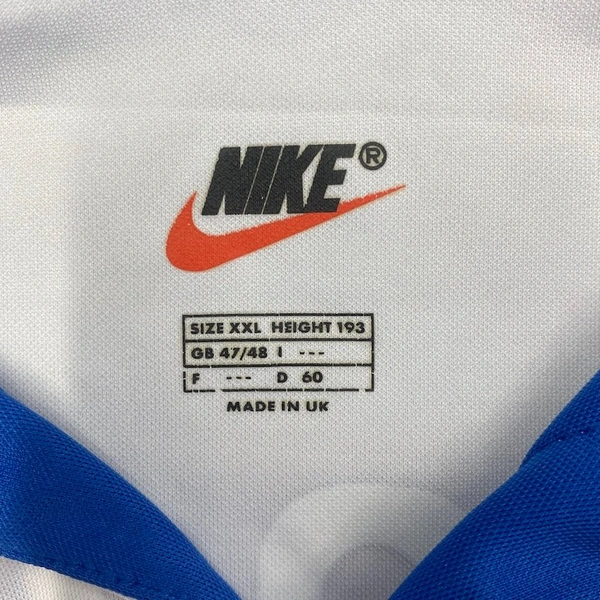 NIKE®
SIZE XXL HEIGHT 193
GB 47/48 I ---
F --- D 60
MADE IN UK